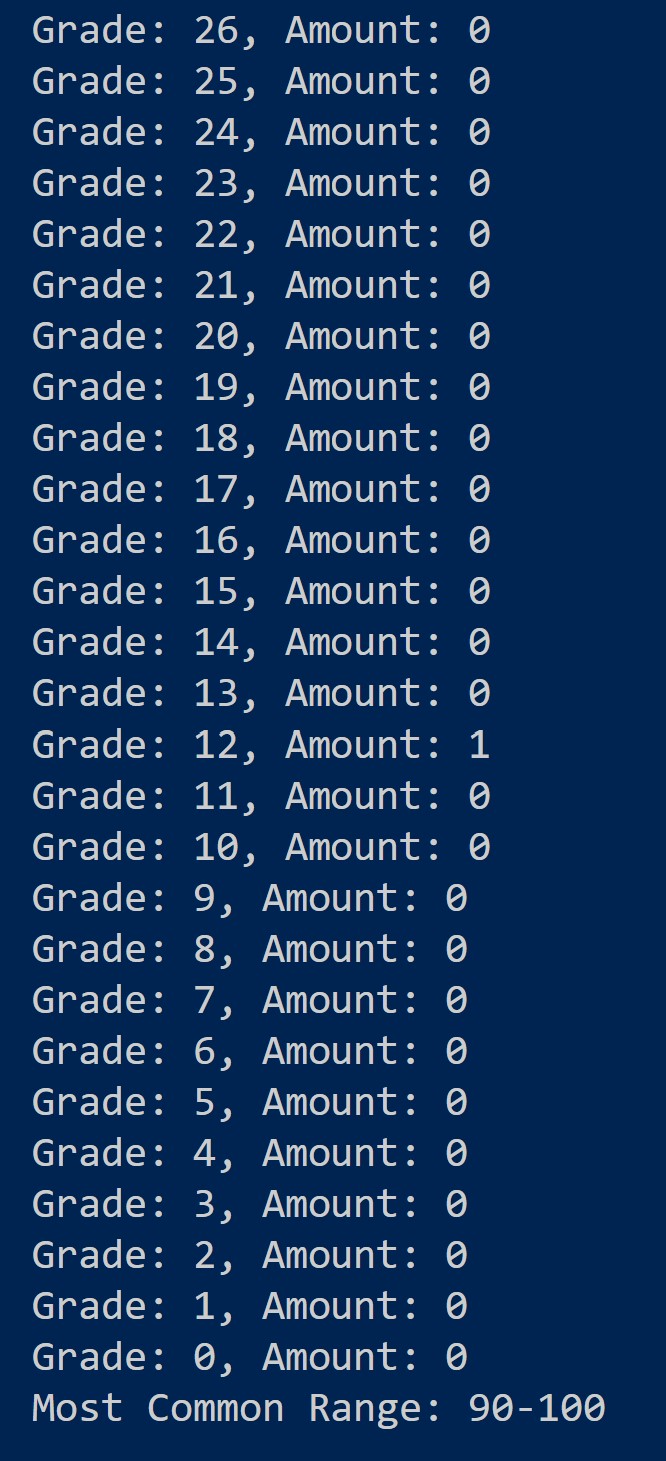 Grade: 26, Amount: 0
Grade: 25, Amount: 0
Grade: 24, Amount: 0
Grade: 23, Amount: 0
Grade: 22, Amount: 0
Grade: 21, Amount: 0
Grade: 20, Amount: 0
Grade: 19, Amount: 0
Grade: 18, Amount: 0
Grade: 17, Amount: 0
Grade: 16, Amount: 0
Grade: 15, Amount: 0
Grade: 14, Amount: 0
Grade: 13, Amount: 0
Grade: 12, Amount: 1
Grade: 11, Amount: 0
Grade: 10, Amount: 0
Grade: 9, Amount: 0
Grade: 8, Amount: 0
Grade: 7, Amount: 0
Grade: 6, Amount: 0
Grade: 5, Amount: 0
Grade: 4, Amount: 0
Grade: 3, Amount: 0
Grade: 2, Amount: 0
Grade: 1, Amount: 0
Grade: 0, Amount: 0
Most Common Range: 90-100